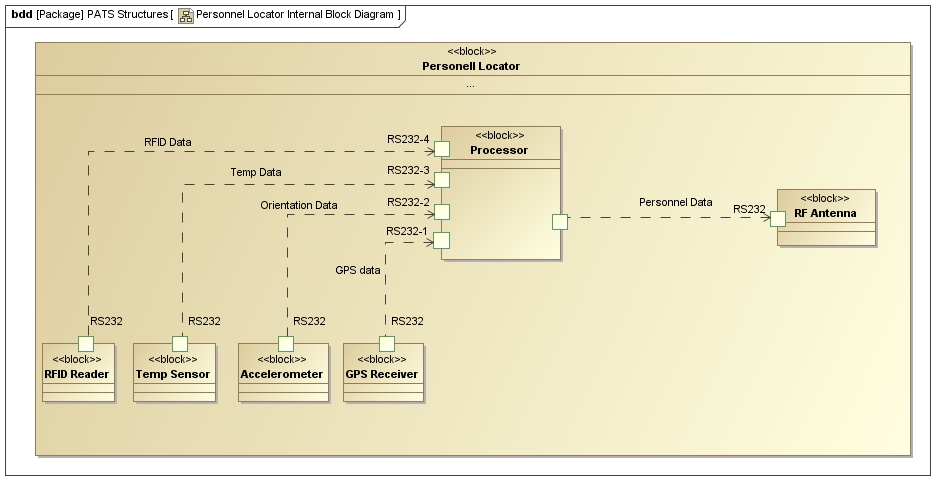 bdd [Package] PATS Structures [ Personnel Locator Internal Block Diagram ]
<<block>>
Personell Locator
...
RFID Data
RS232-4
<<block>>
Processor
Temp Data
RS232-3
Orientation Data
RS232-2
RS232-1
GPS data
Personnel Data
RS232
<<block>>
RF Antenna
RS232
<<block>>
RFID Reader
RS232
<<block>>
Temp Sensor
RS232
<<block>>
Accelerometer
RS232
<<block>>
GPS Receiver